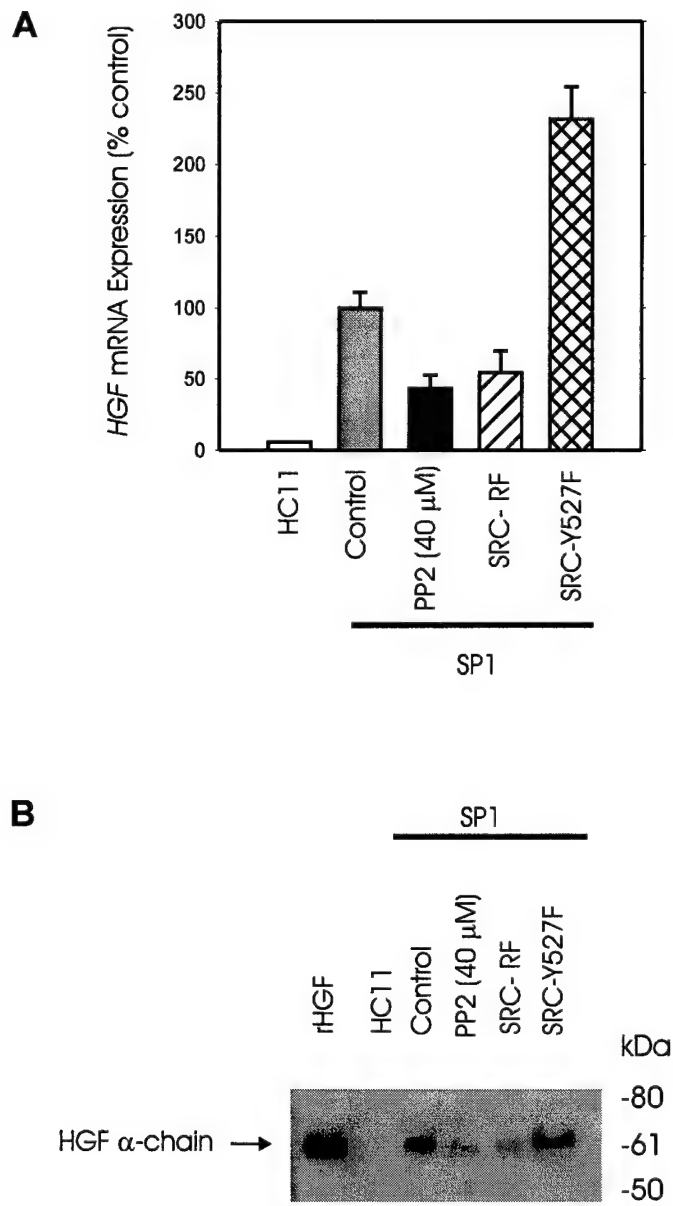 A
HGF mRNA Expression (% control)
300
250
200
150
100
50
0
HC11
Control
PP2 (40 µM)
SRC- RF
SRC-Y527F
SP1
B
SP1
rHGF
HC11
Control
PP2 (40 µM)
SRC- RF
SRC-Y527F
kDa
-80
HGF α-chain
-61
-50